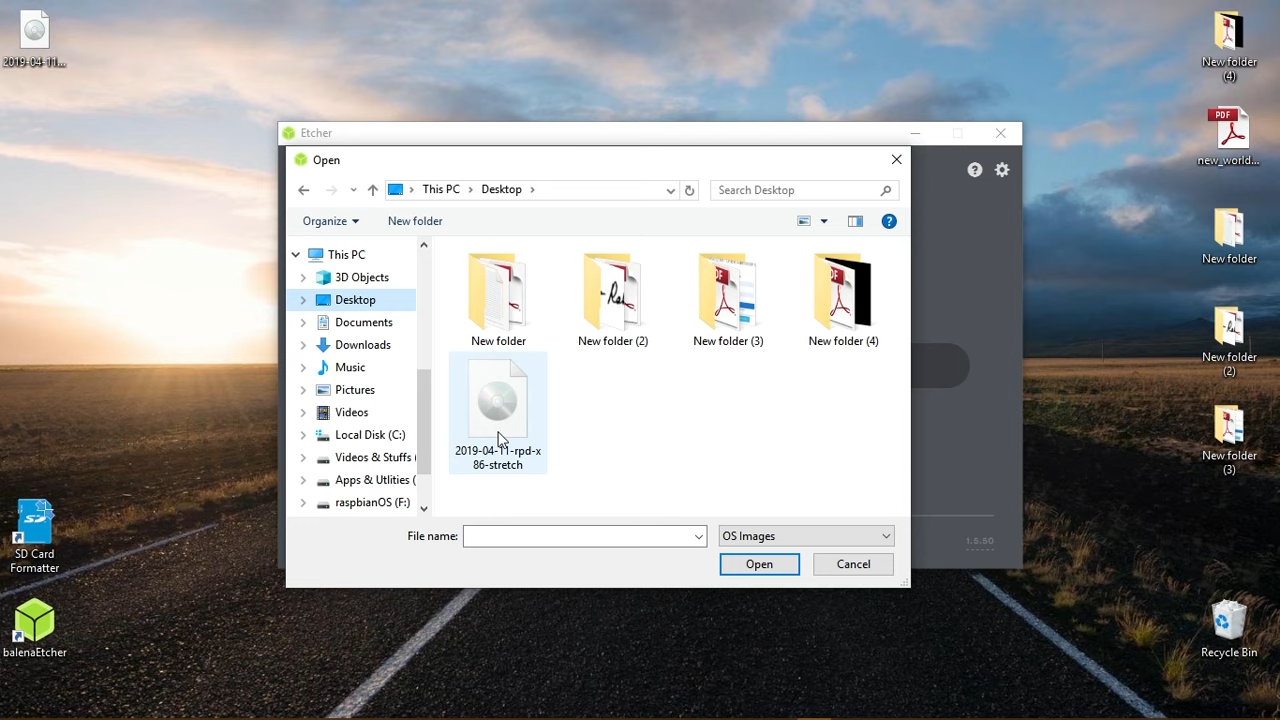 2019-04-11...
New folder
(4)
PDF
new_world...
New folder
New folder
(2)
New folder
(3)
Recycle Bin
SD
SD Card
Formatter
balenaEtcher
Etcher
Open
This PC
Desktop
Search Desktop
Organize
New folder
This PC
3D Objects
Desktop
Documents
Downloads
Music
Pictures
Videos
Local Disk (C:)
Videos & Stuffs (
Apps & Utlities (
raspbianOS (F:)
New folder
New folder (2)
New folder (3)
New folder (4)
2019-04-11-rpd-x
86-stretch
File name:
OS Images
Open
Cancel
1.5.50